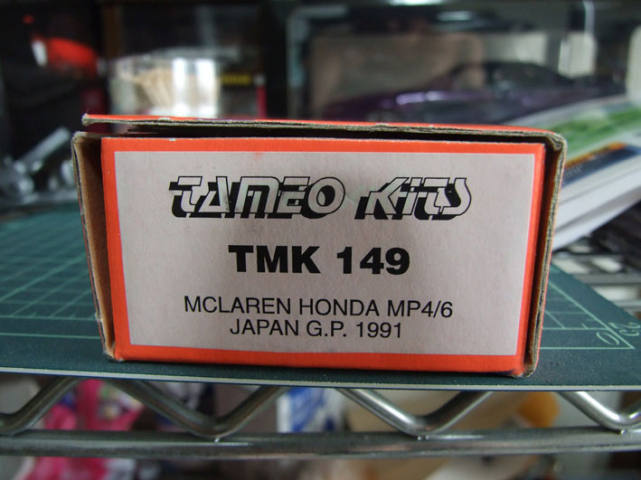 TAMEO KITS
TMK 149
MCLAREN HONDA MP4/6
JAPAN G.P. 1991